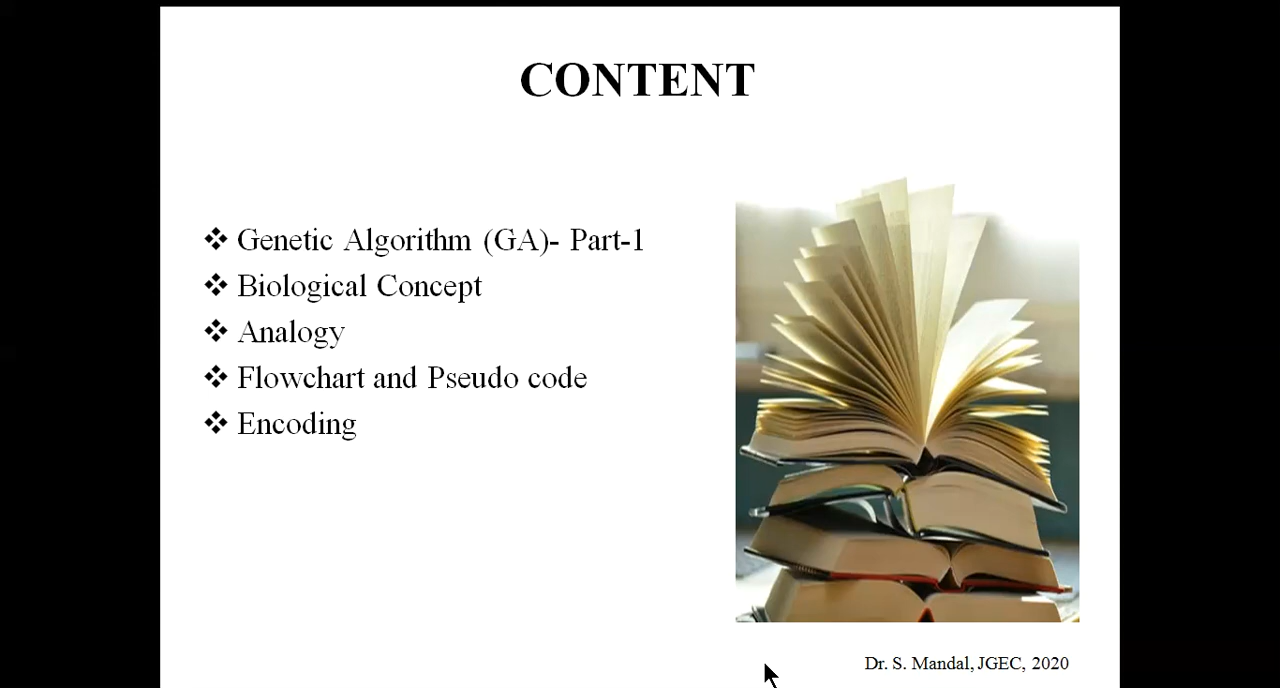 CONTENT
❖ Genetic Algorithm (GA)- Part-1
❖ Biological Concept
❖ Analogy
❖ Flowchart and Pseudo code
❖ Encoding
Dr. S. Mandal, JGEC, 2020